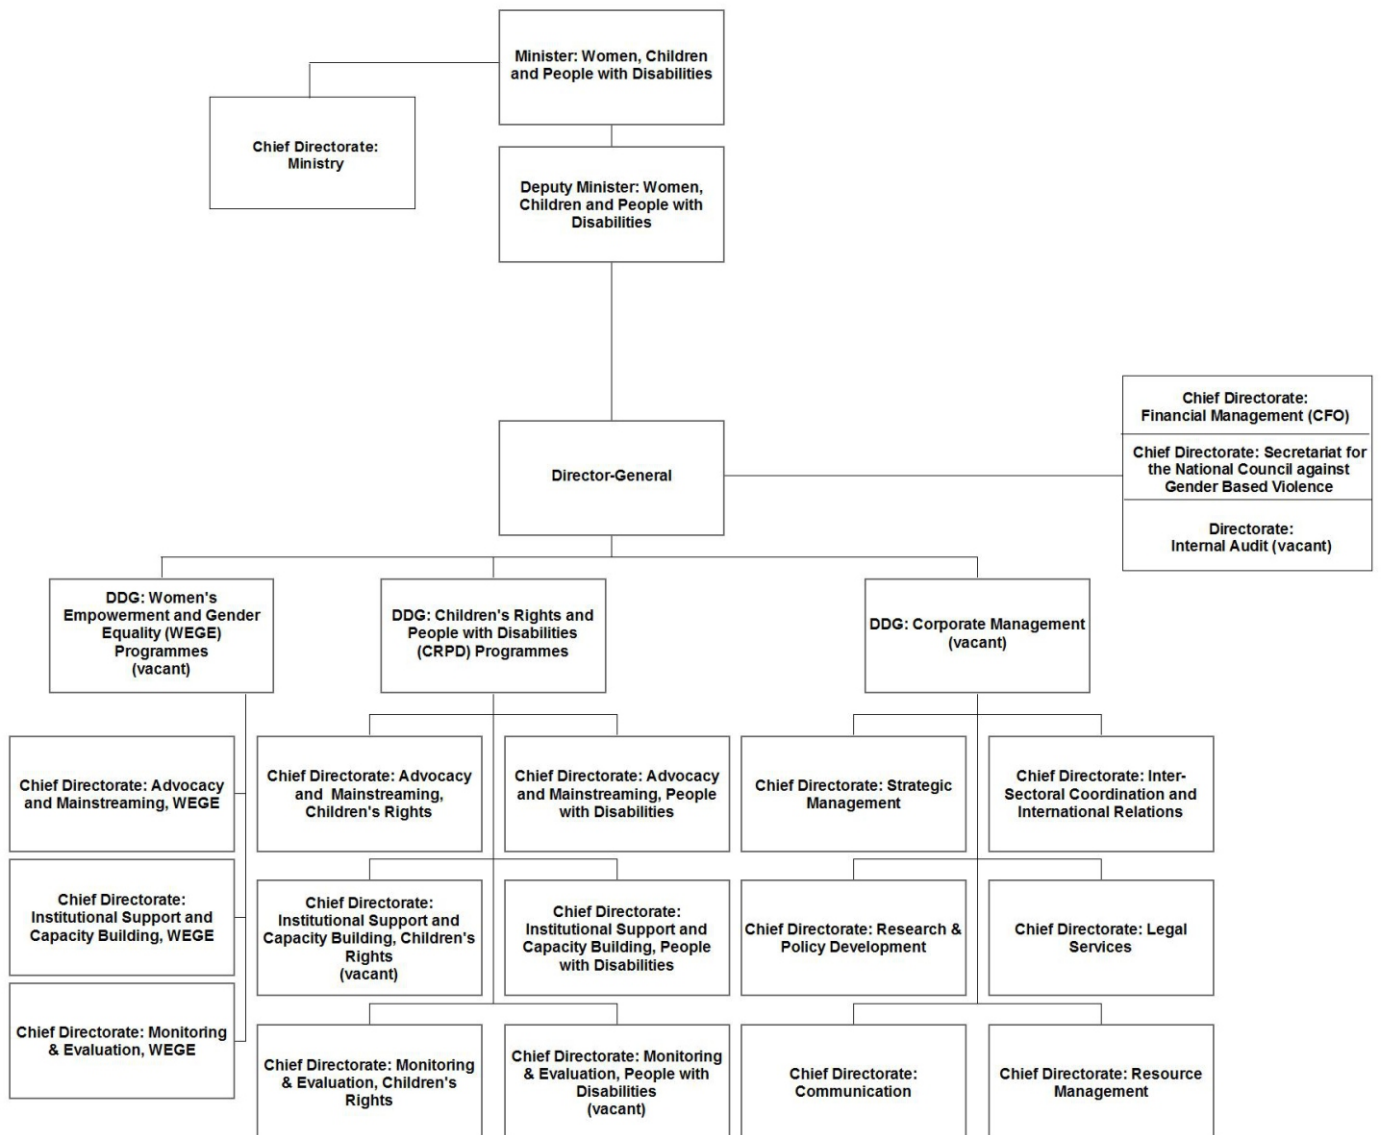 Minister: Women, Children
and People with Disabilities
Chief Directorate:
Ministry
Deputy Minister: Women,
Children and People with
Disabilities
Chief Directorate:
Financial Management (CFO)
Chief Directorate: Secretariat for
the National Council against
Gender Based Violence
Directorate:
Internal Audit (vacant)
Director-General
DDG: Women's
Empowerment and Gender
Equality (WEGE)
Programmes
(vacant)
DDG: Children's Rights and
People with Disabilities
(CRPD) Programmes
DDG: Corporate Management
(vacant)
Chief Directorate: Advocacy
and Mainstreaming, WEGE
Chief Directorate: Advocacy
and Mainstreaming,
Children's Rights
Chief Directorate: Advocacy
and Mainstreaming, People
with Disabilities
Chief Directorate: Strategic
Management
Chief Directorate: Inter-
Sectoral Coordination and
International Relations
Chief Directorate:
Institutional Support and
Capacity Building, WEGE
Chief Directorate:
Institutional Support and
Capacity Building, Children's
Rights
(vacant)
Chief Directorate:
Institutional Support and
Capacity Building, People
with Disabilities
Chief Directorate: Research &
Policy Development
Chief Directorate: Legal
Services
Chief Directorate: Monitoring
& Evaluation, WEGE
Chief Directorate: Monitoring
& Evaluation, Children's
Rights
Chief Directorate: Monitoring
& Evaluation, People with
Disabilities
(vacant)
Chief Directorate:
Communication
Chief Directorate: Resource
Management